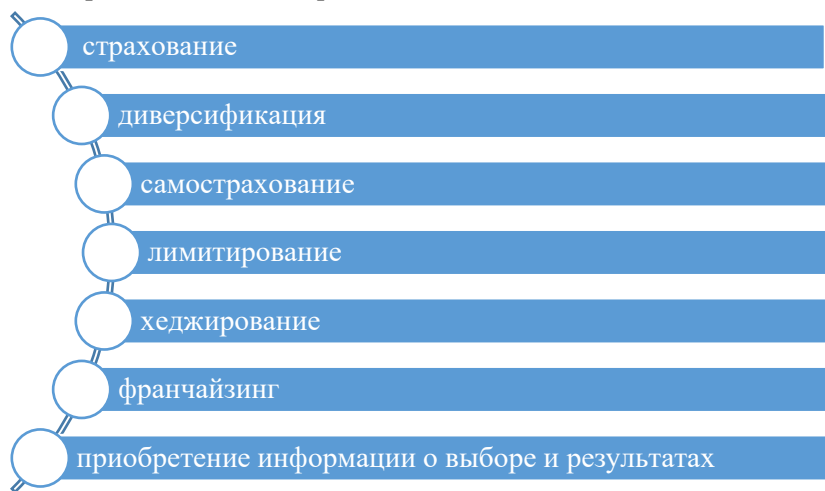 страхование
диверсификация
самострахование
лимитирование
хеджирование
франчайзинг
приобретение информации о выборе и результатах